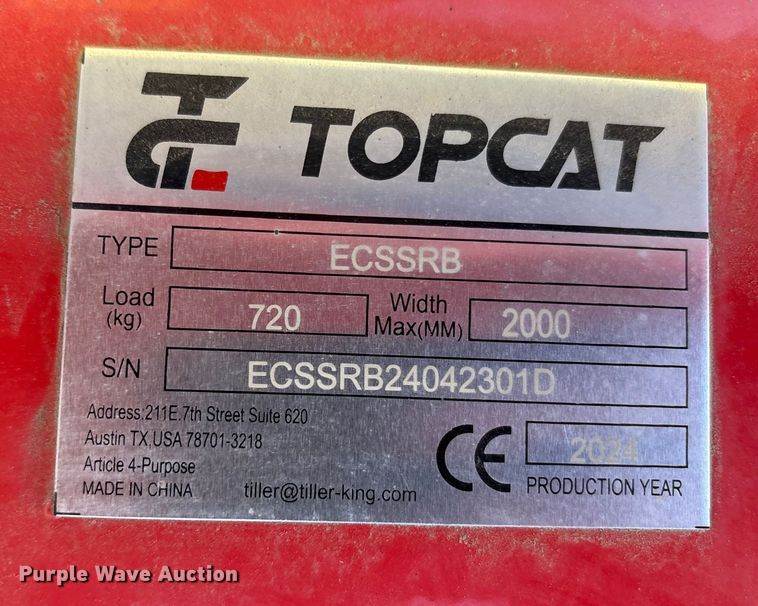 TC TOPCAT
TYPE ECSSRB
Load (kg) 720 Width Max(MM) 2000
S/N ECSSRB24042301D
Address:211E.7th Street Suite 620
Austin TX,USA 78701-3218
Article 4-Purpose
MADE IN CHINA tiller@tiller-king.com
CE 2024
PRODUCTION YEAR
Purple Wave Auction